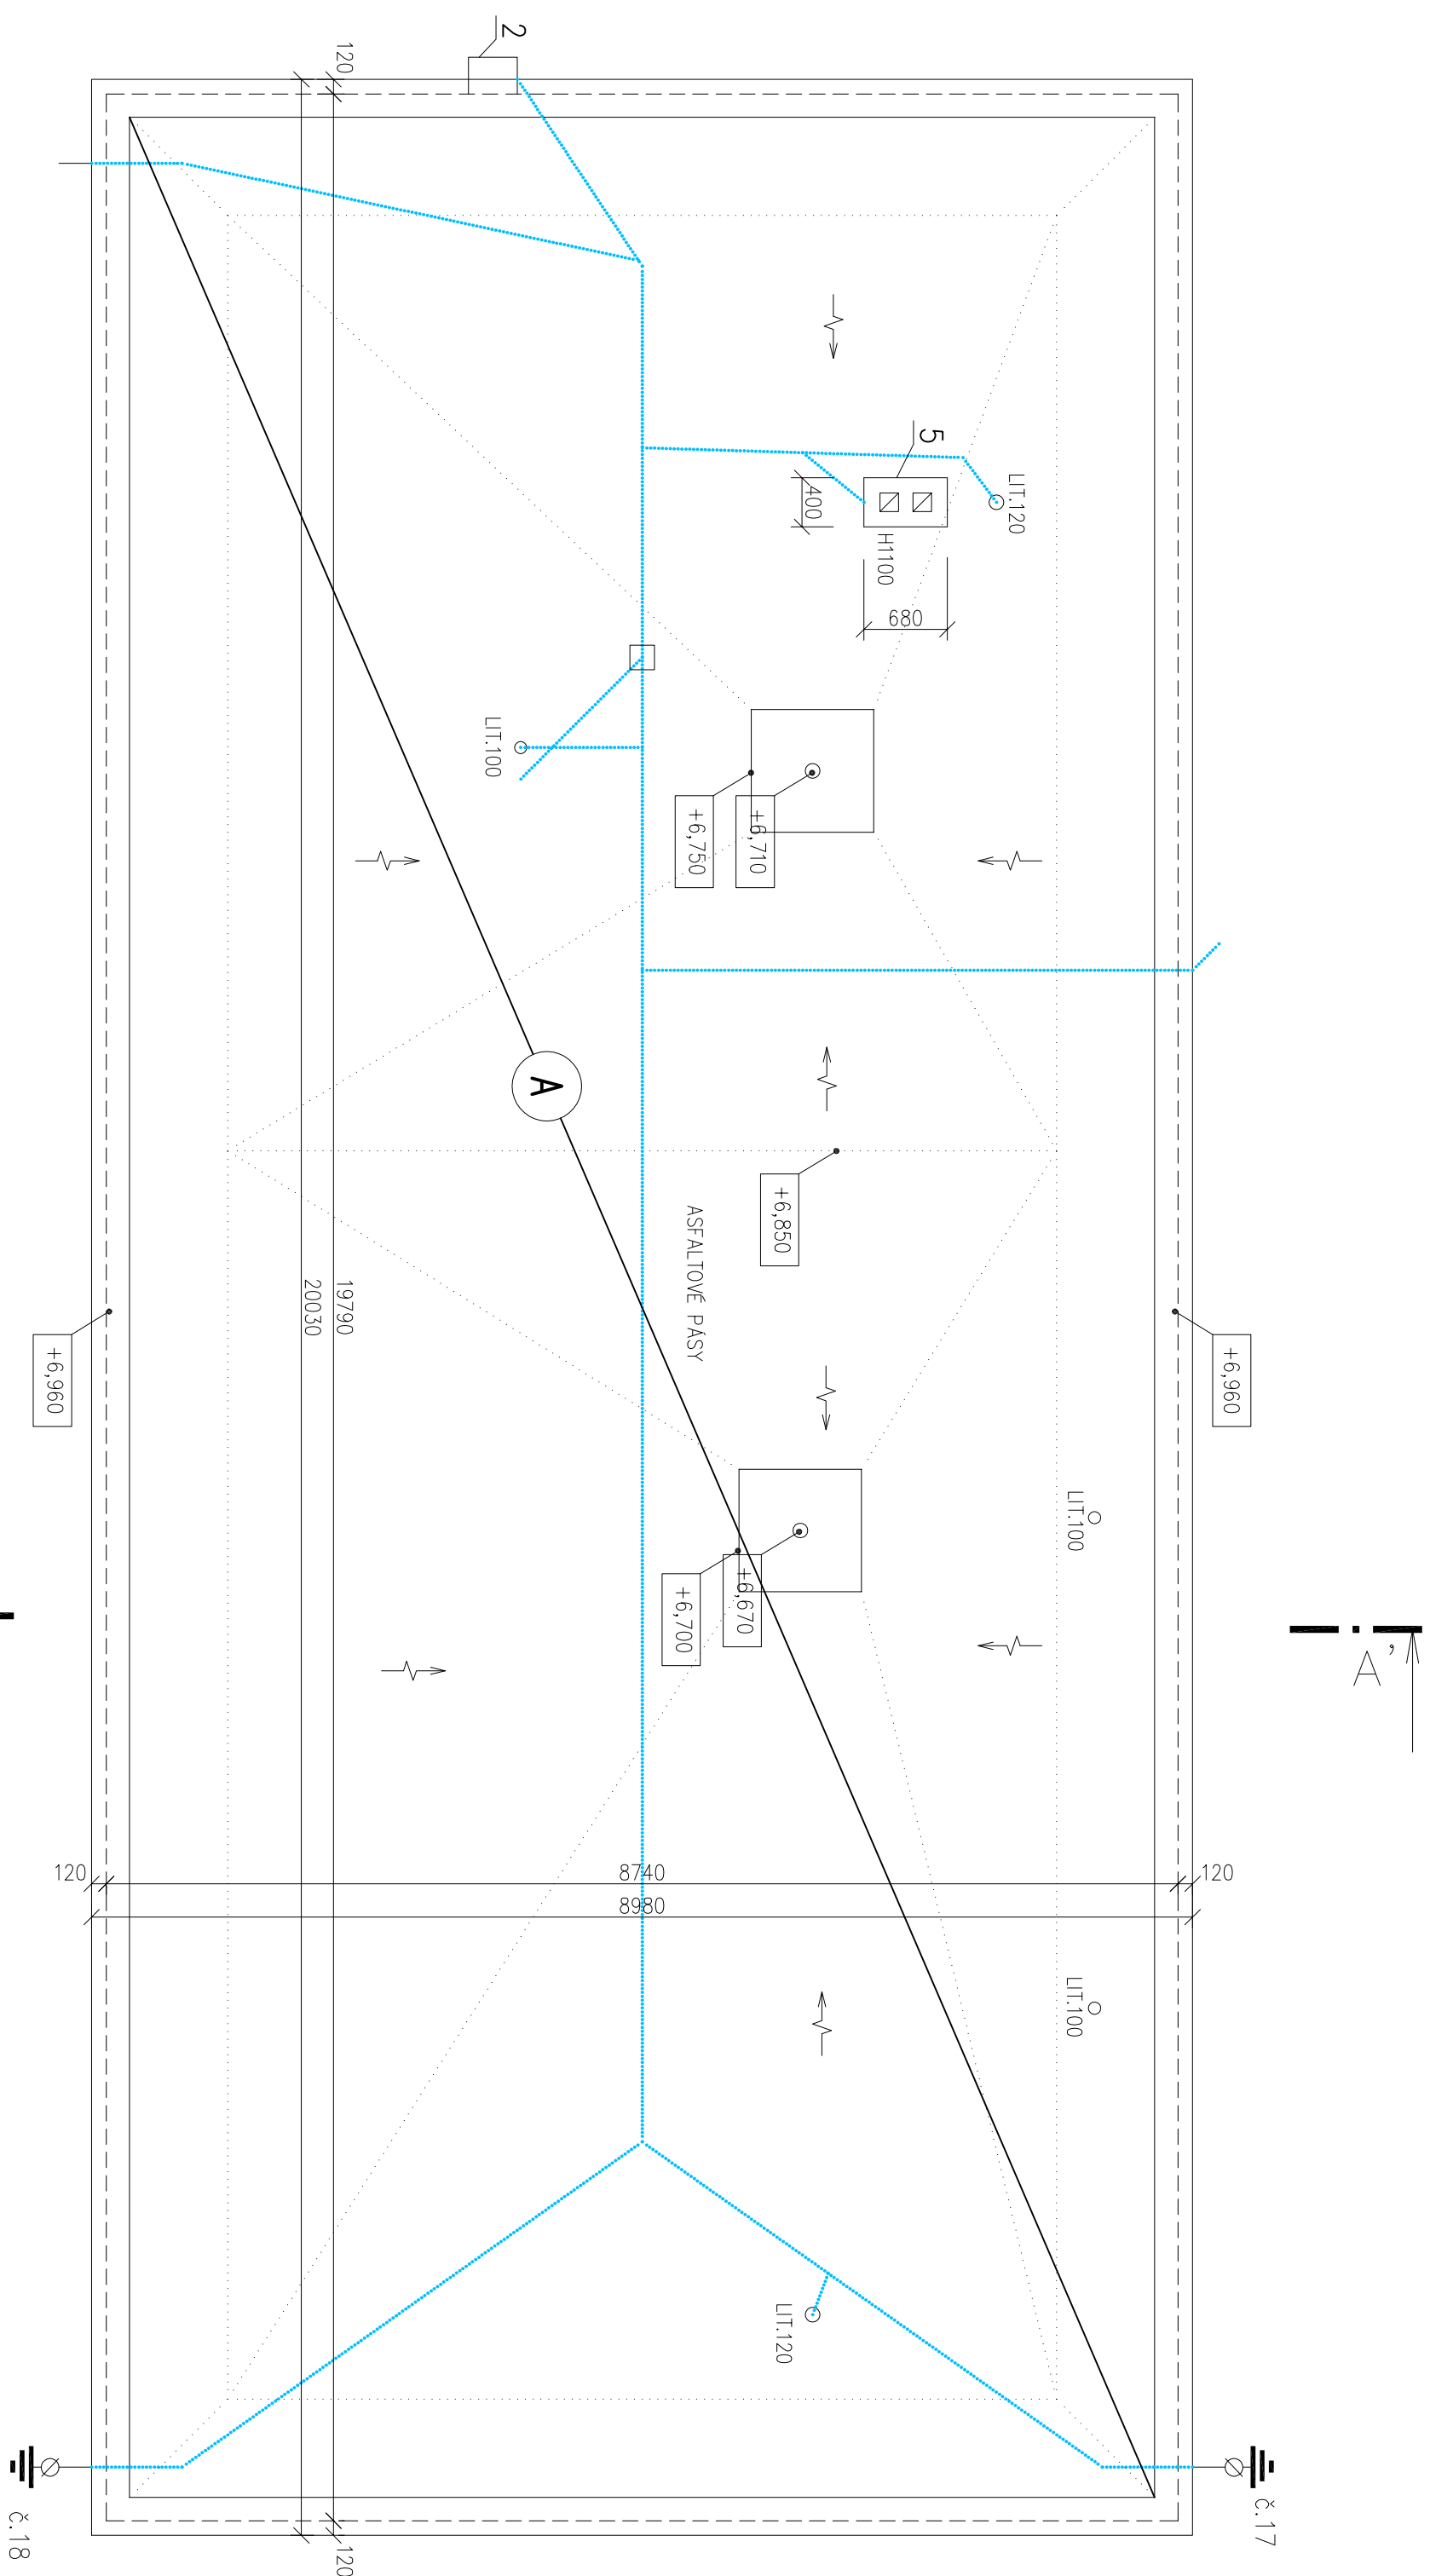 2
120
5
LIT.120
400
H1100
680
LIT.100
+6,710
+6,750
A
+6,850
ASFALTOVÉ PÁSY
19790
20030
+6,960
+6,960
LIT.100
+6,670
+6,700
A'
120
8740
8980
120
LIT.100
LIT.120
č.17
č.18
120